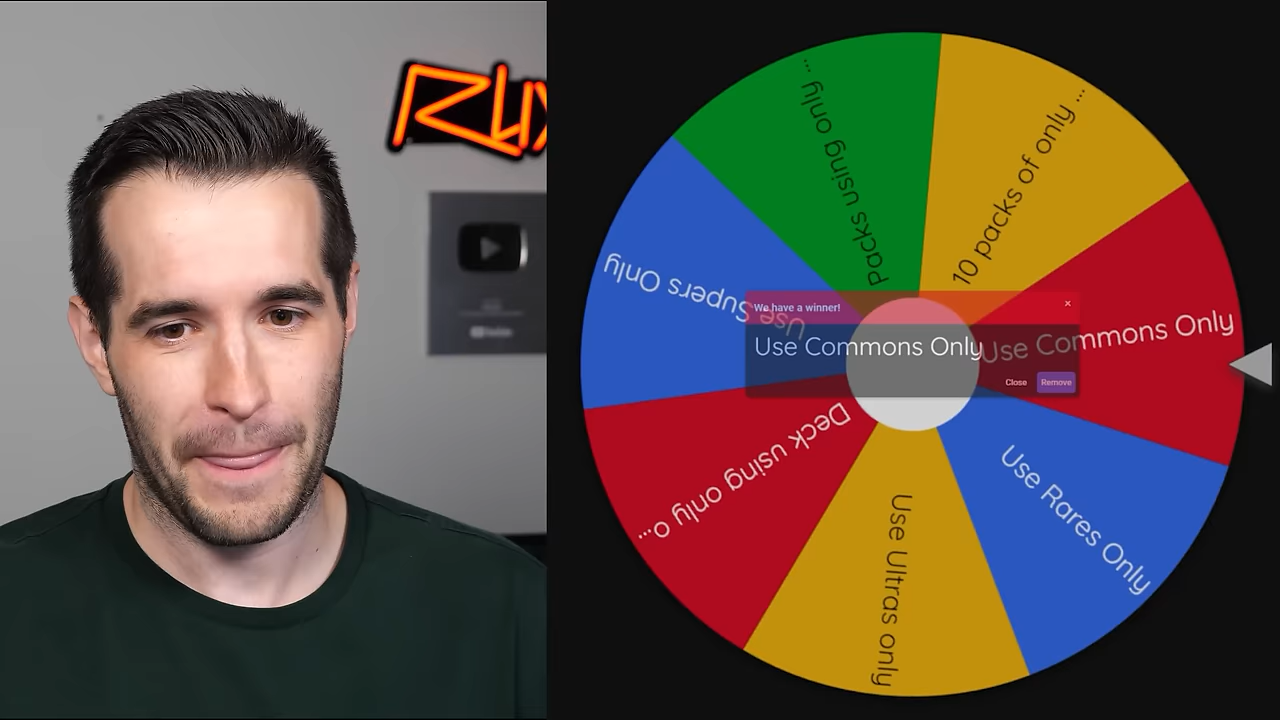 Packs using only ...
10 packs of only ...
Use Supers Only
We have a winner!
×
Use Commons Only
Use Commons Only
Close
Remove
Deck using only o...
Use Rares Only
Use Ultras only